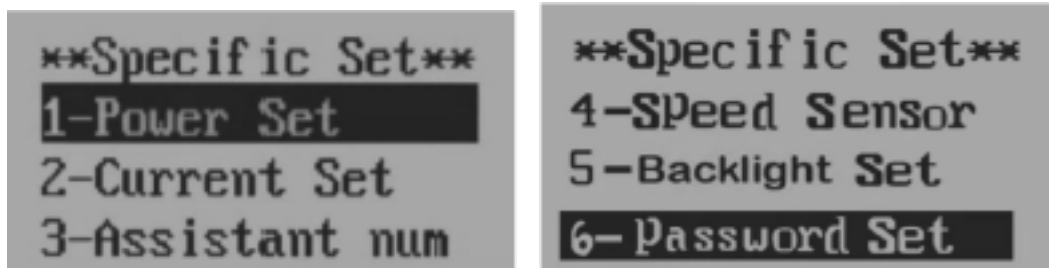 **Specific Set**
1-Power Set
2-Current Set
3-Assistant num
**Specific Set**
4-SPeed Sensor
5-Backlight Set
6-Password Set